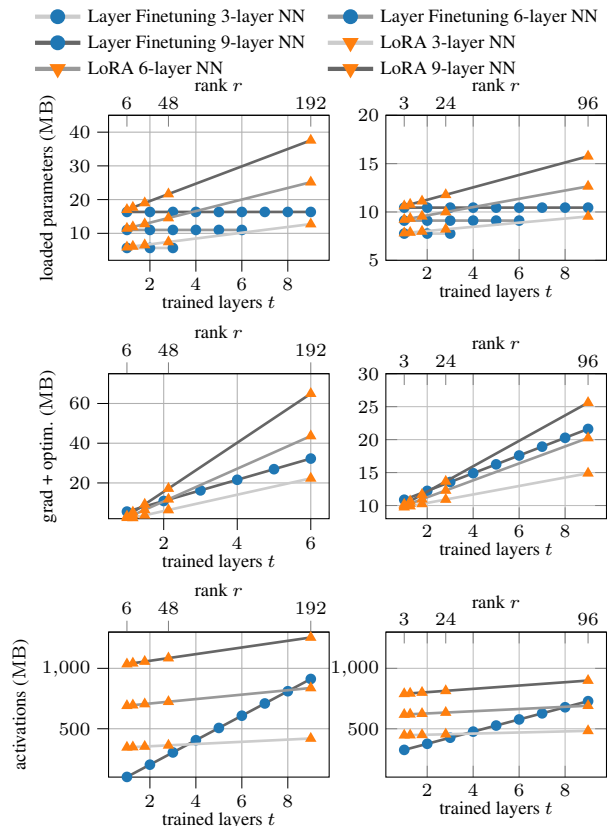 Layer Finetuning 3-layer NN Layer Finetuning 6-layer NN
Layer Finetuning 9-layer NN LoRA 3-layer NN
LoRA 6-layer NN LoRA 9-layer NN
rank r rank r
6 48 192 3 24 96
loaded parameters (MB)
40
30
20
10
2 4 6 8
trained layers t
20
15
10
5
2 4 6 8
trained layers t
rank r rank r
6 48 192 3 24 96
grad + optim. (MB)
60
40
20
2 4 6
trained layers t
30
25
20
15
10
2 4 6 8
trained layers t
rank r rank r
6 48 192 3 24 96
activations (MB)
1,000
500
2 4 6 8
trained layers t
1,000
500
2 4 6 8
trained layers t